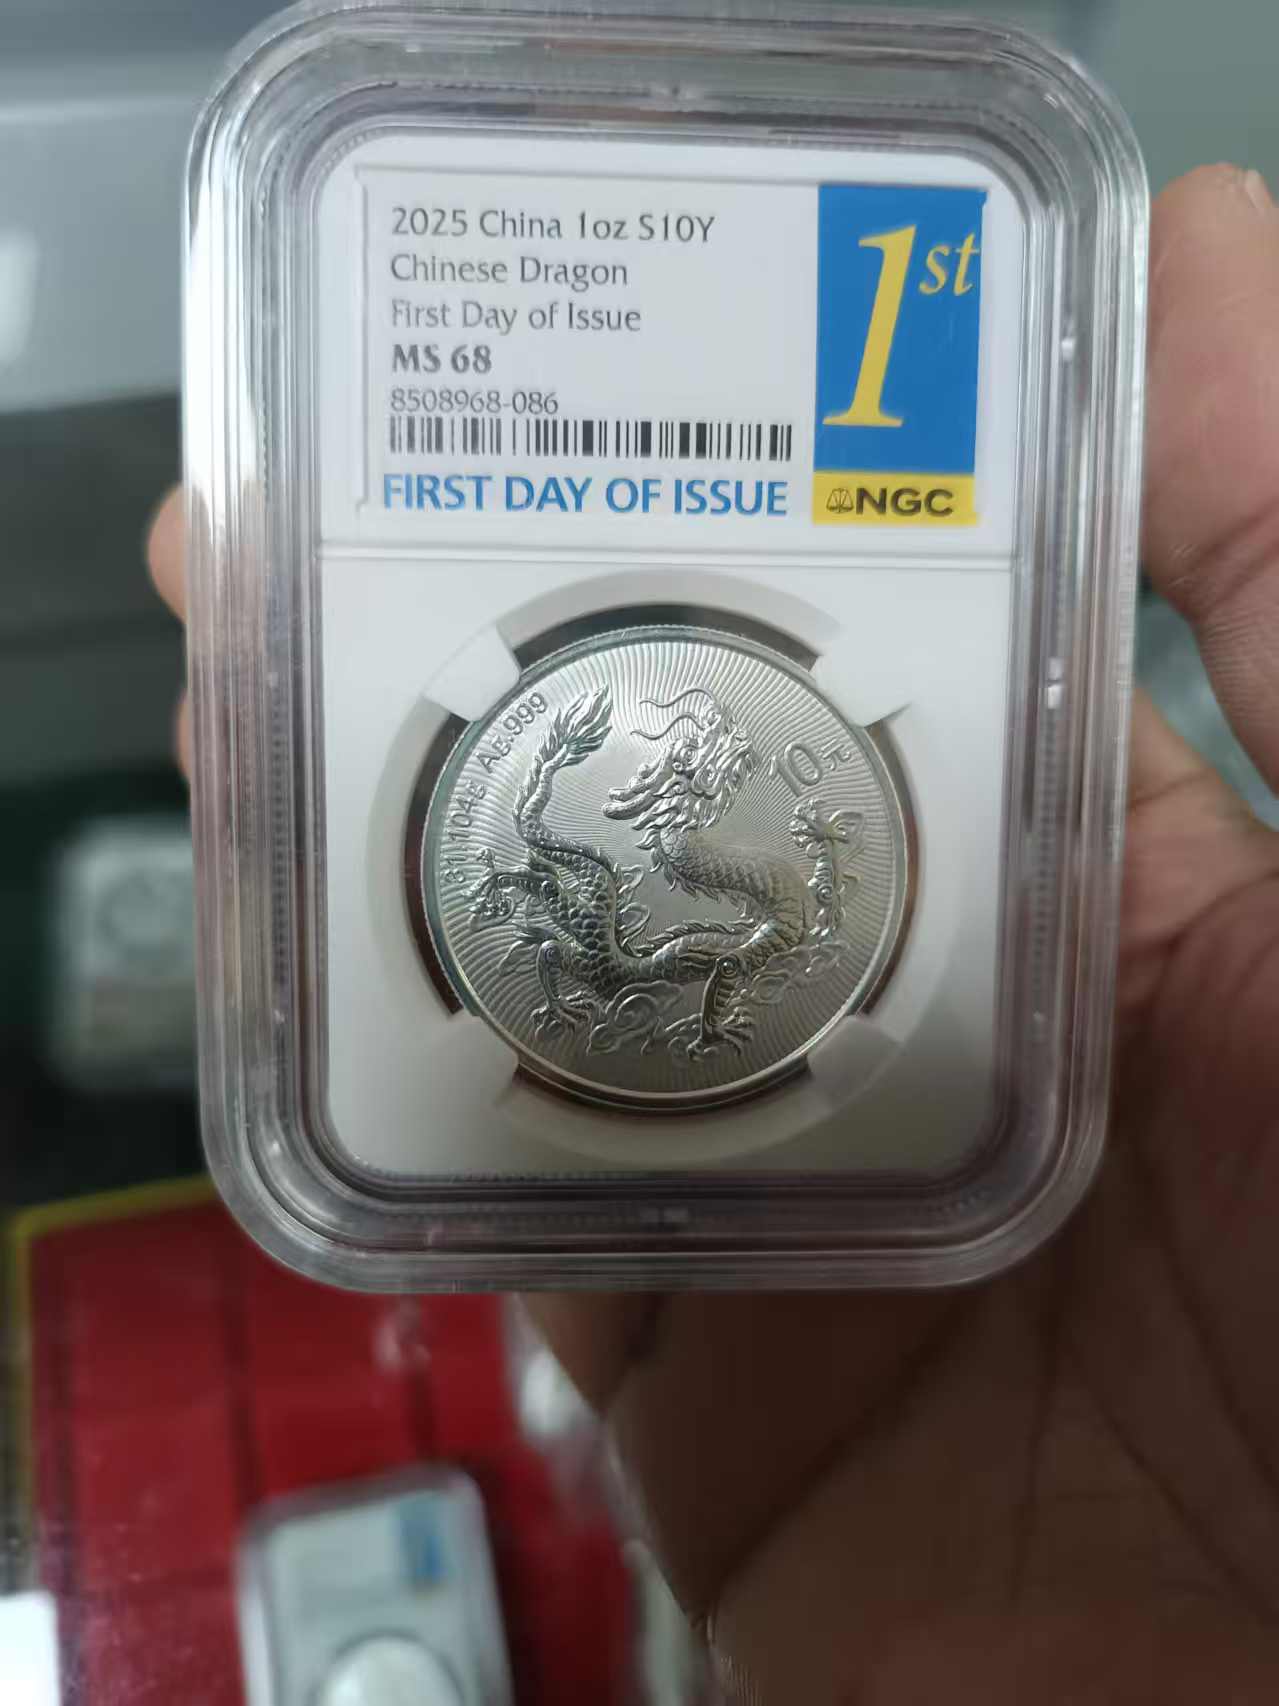 2025 China 1oz S10Y
Chinese Dragon
First Day of Issue
MS 68
8508968-086
FIRST DAY OF ISSUE
1st
NGC
31.104g Ag.999
10元